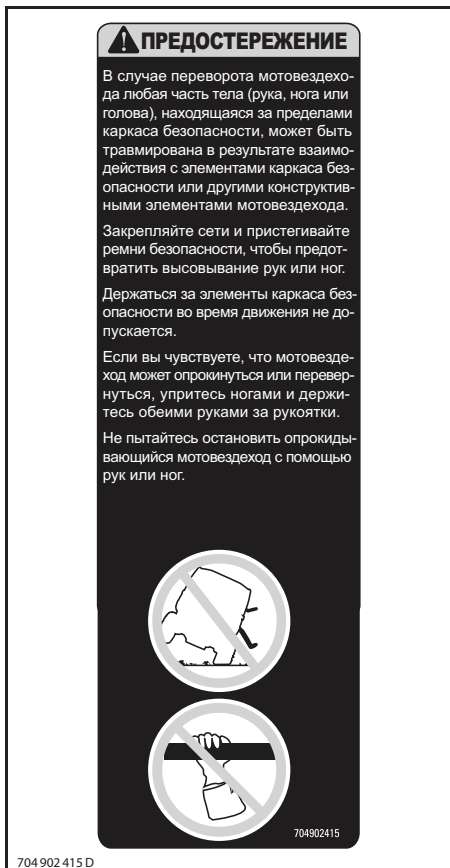 ПРЕДОСТЕРЕЖЕНИЕ
В случае переворота мотовездехо-
да любая часть тела (рука, нога или
голова), находящаяся за пределами
каркаса безопасности, может быть
травмирована в результате взаимо-
действия с элементами каркаса без-
опасности или другими конструктив-
ными элементами мотовездехода.
Закрепляйте сети и пристегивайте
ремни безопасности, чтобы предот-
вратить высовывание рук или ног.
Держаться за элементы каркаса без-
опасности во время движения не до-
пускается.
Если вы чувствуете, что мотовезде-
ход может опрокинуться или перевер-
нуться, упритесь ногами и держи-
тесь обеими руками за рукоятки.
Не пытайтесь остановить опрокиды-
вающийся мотовездеход с помощью
рук или ног.
704902415
704 902 415 D